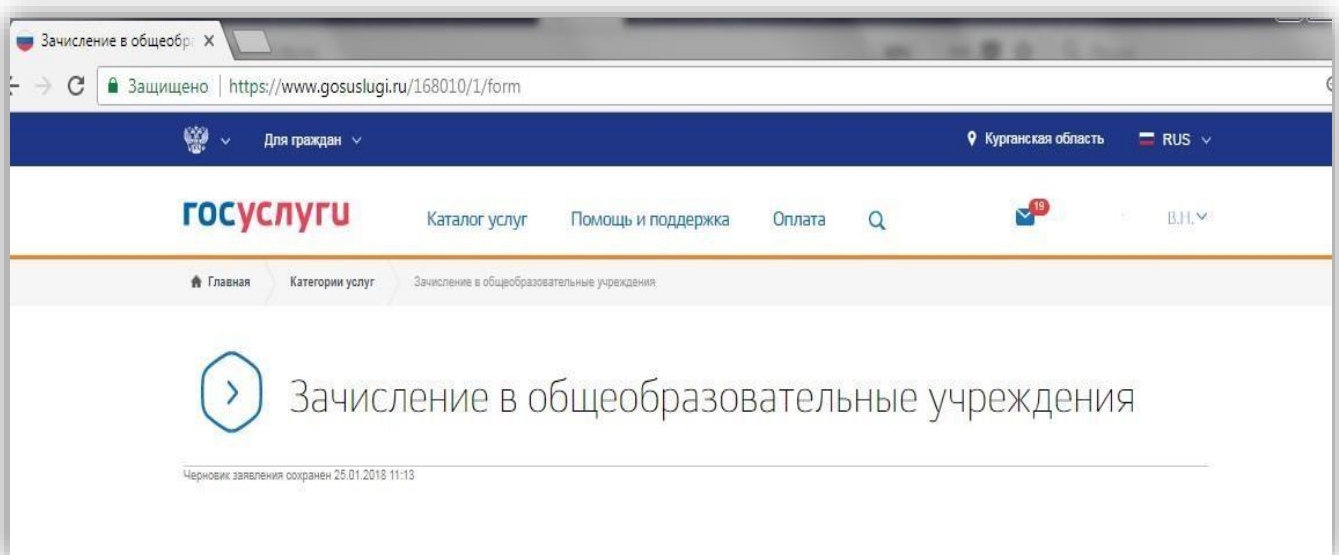 Зачисление в общеобр
Защищено https://www.gosuslugi.ru/168010/1/form
Для граждан Курганская область RUS
госуслуги Каталог услуг Помощь и поддержка Оплата 19 В.Н.
Главная Категории услуг Зачисление в общеобразовательные учреждения
Зачисление в общеобразовательные учреждения
Черновик заявления сохранен 25.01.2018 11:13